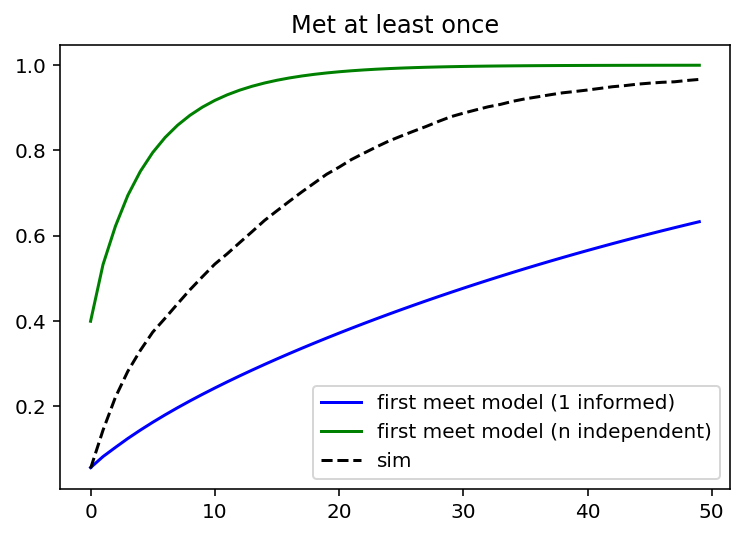 Met at least once
1.0
0.8
0.6
0.4
0.2
first meet model (1 informed)
first meet model (n independent)
sim
0 10 20 30 40 50